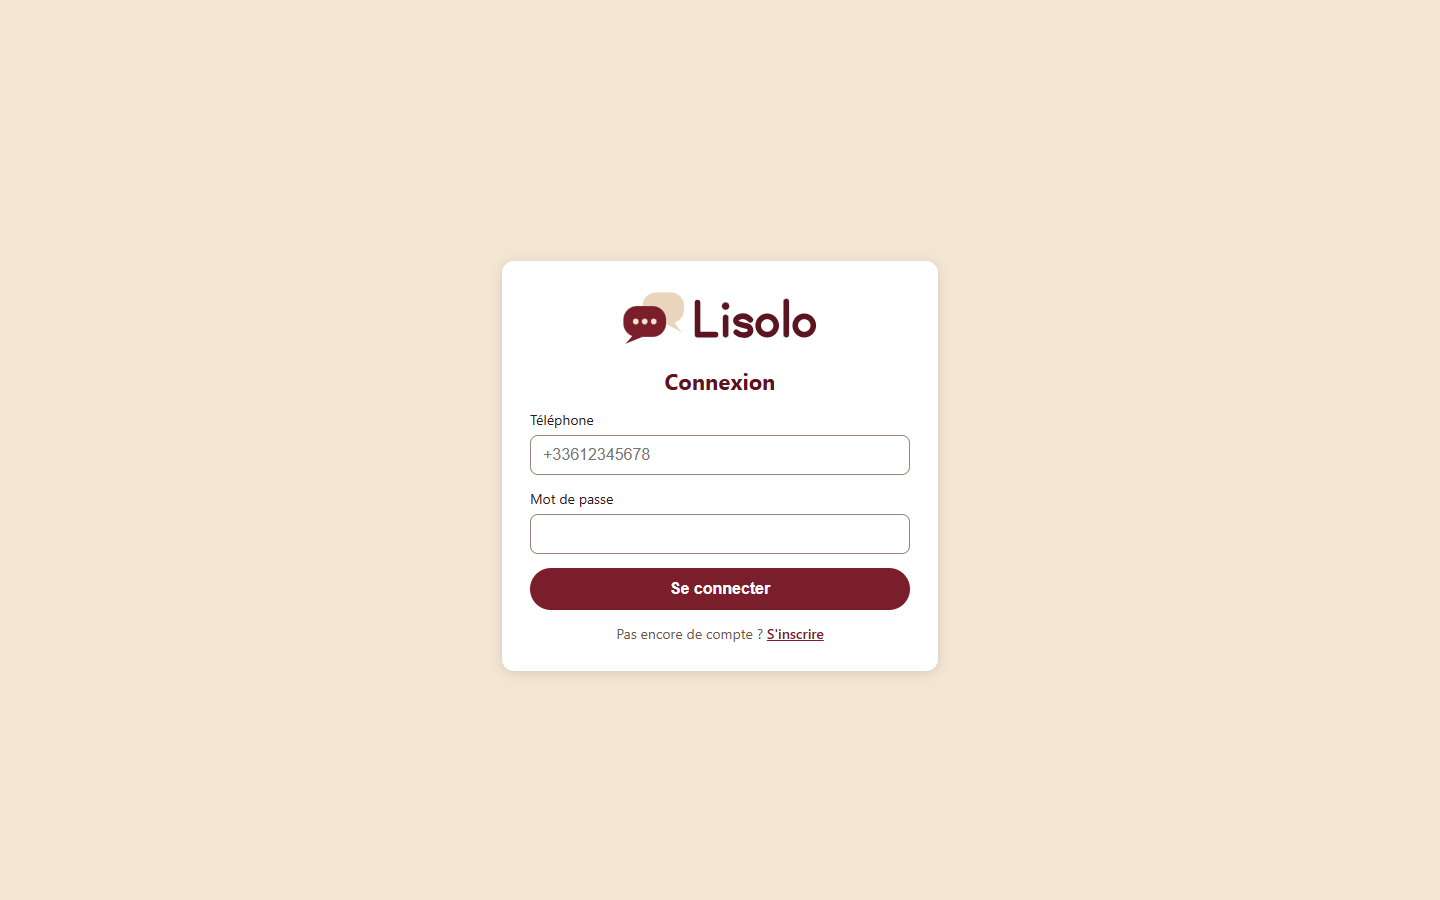 Lisolo
Connexion
Téléphone
+33612345678
Mot de passe
Se connecter
Pas encore de compte ? S'inscrire